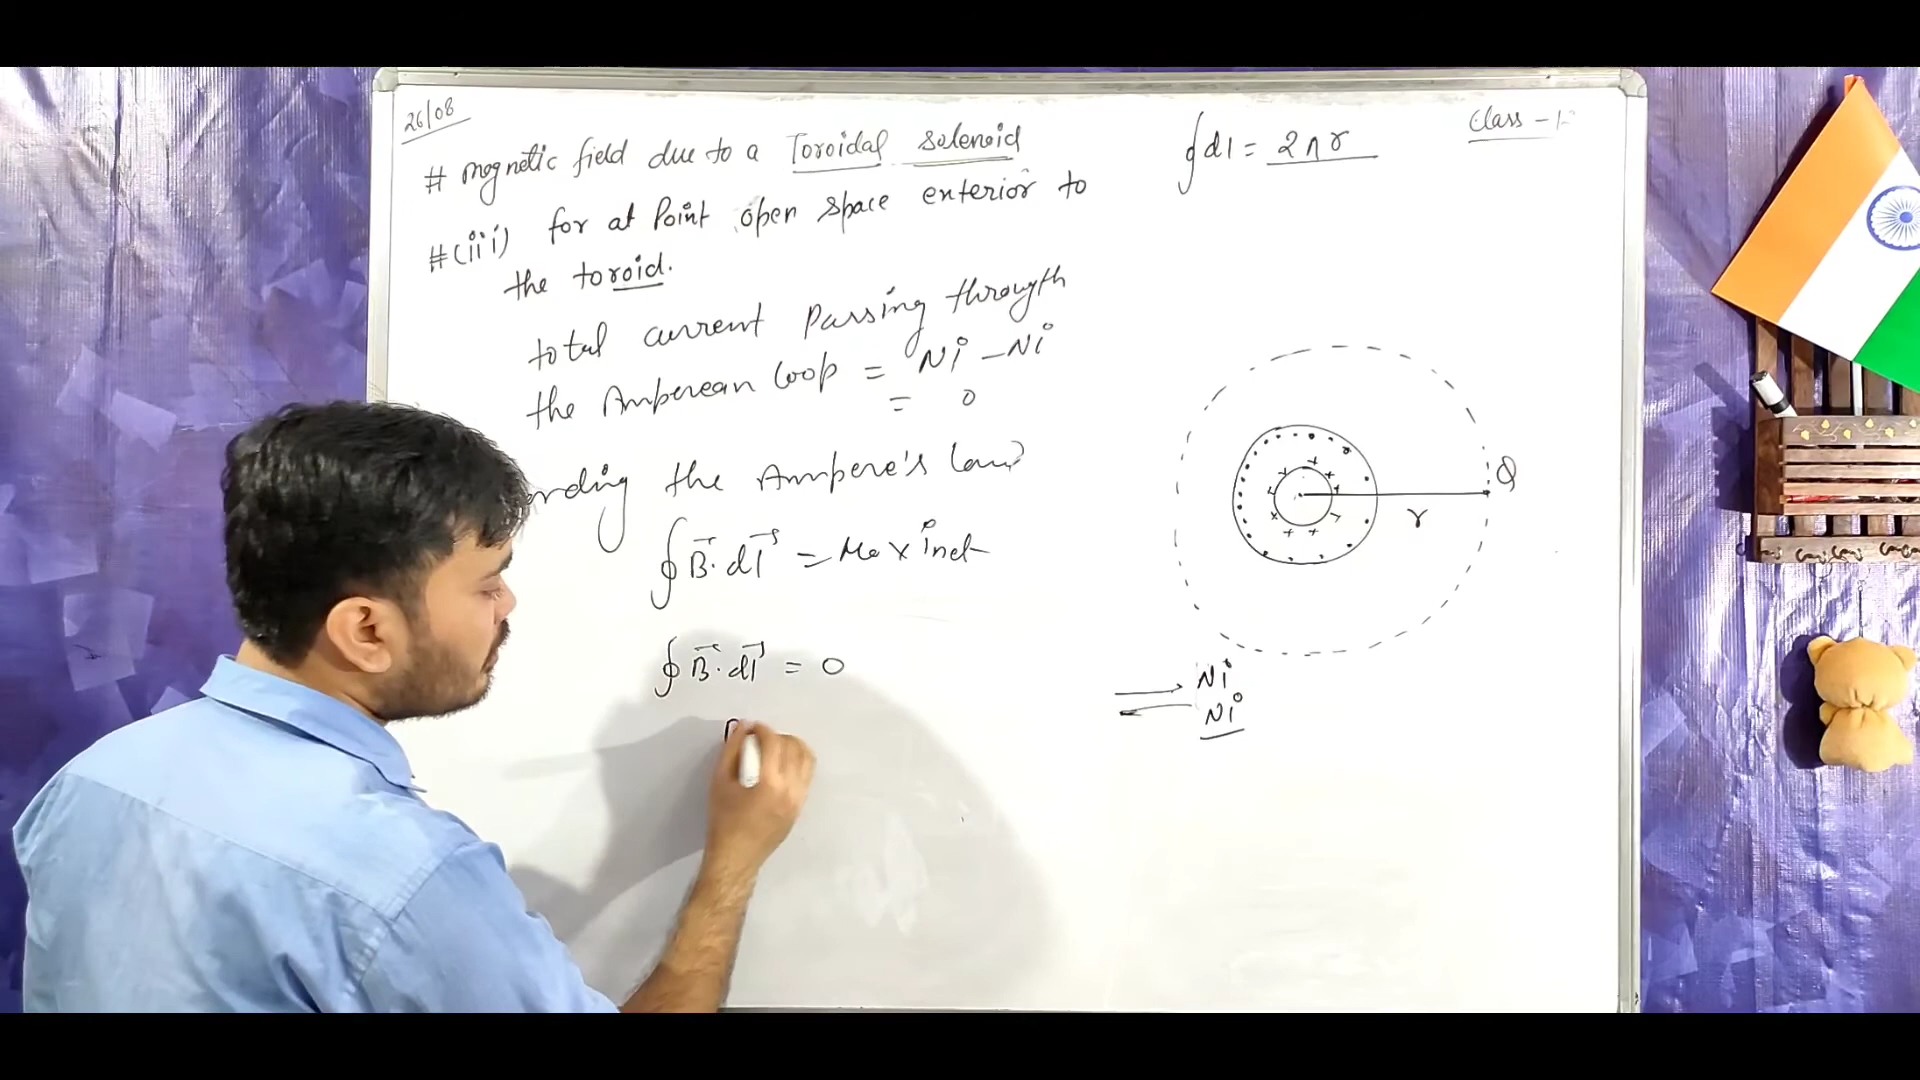 26/08
# magnetic field due to a Toroidal solenoid
#(iii) for at Point open space exterior to
the toroid.
total current Passing through
the Amperean loop = Ni - Ni
= 0
ording the Ampere's law
∮ B⃗. dl⃗ = μ₀ x inet
∮ B⃗. dl⃗ = 0
∮ dl = 2πr
Class -
Q
r
Ni
Ni